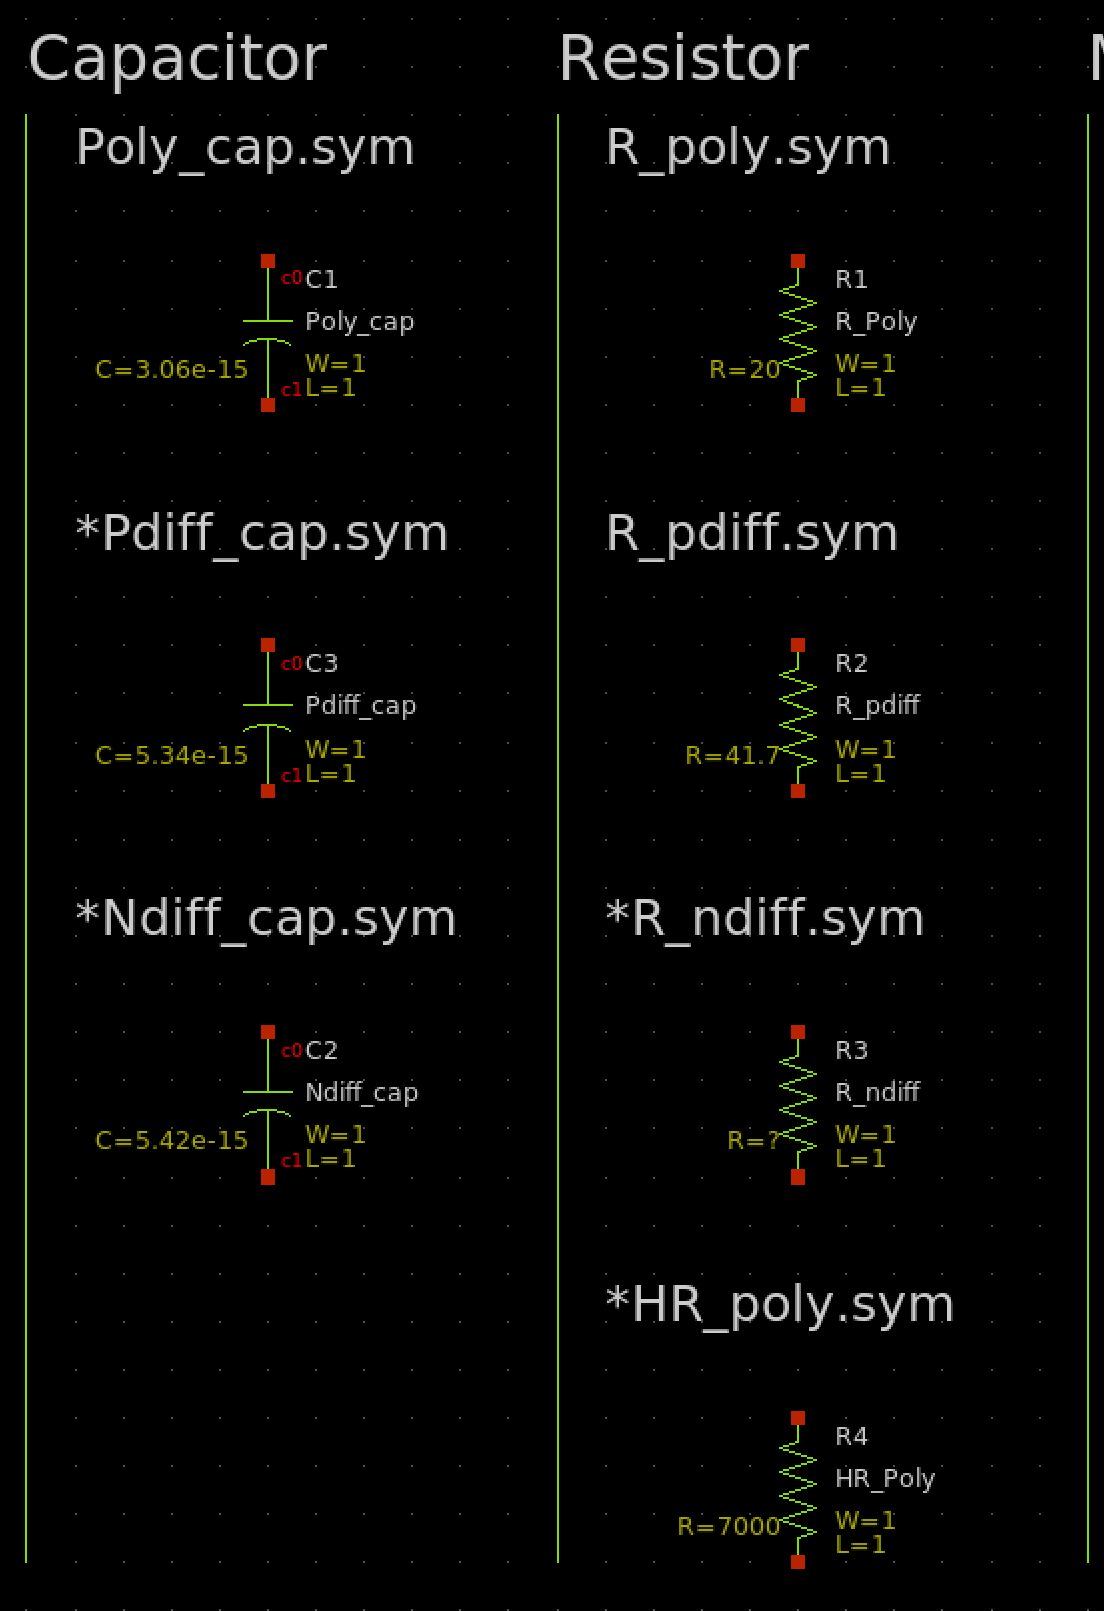 Capacitor
Poly_cap.sym
c0
C1
Poly_cap
C=3.06e-15
W=1
c1
L=1
*Pdiff_cap.sym
c0
C3
Pdiff_cap
C=5.34e-15
W=1
c1
L=1
*Ndiff_cap.sym
c0
C2
Ndiff_cap
C=5.42e-15
W=1
c1
L=1
Resistor
R_poly.sym
R1
R_Poly
R=20
W=1
L=1
R_pdiff.sym
R2
R_pdiff
R=41.7
W=1
L=1
*R_ndiff.sym
R3
R_ndiff
R=?
W=1
L=1
*HR_poly.sym
R4
HR_Poly
R=7000
W=1
L=1